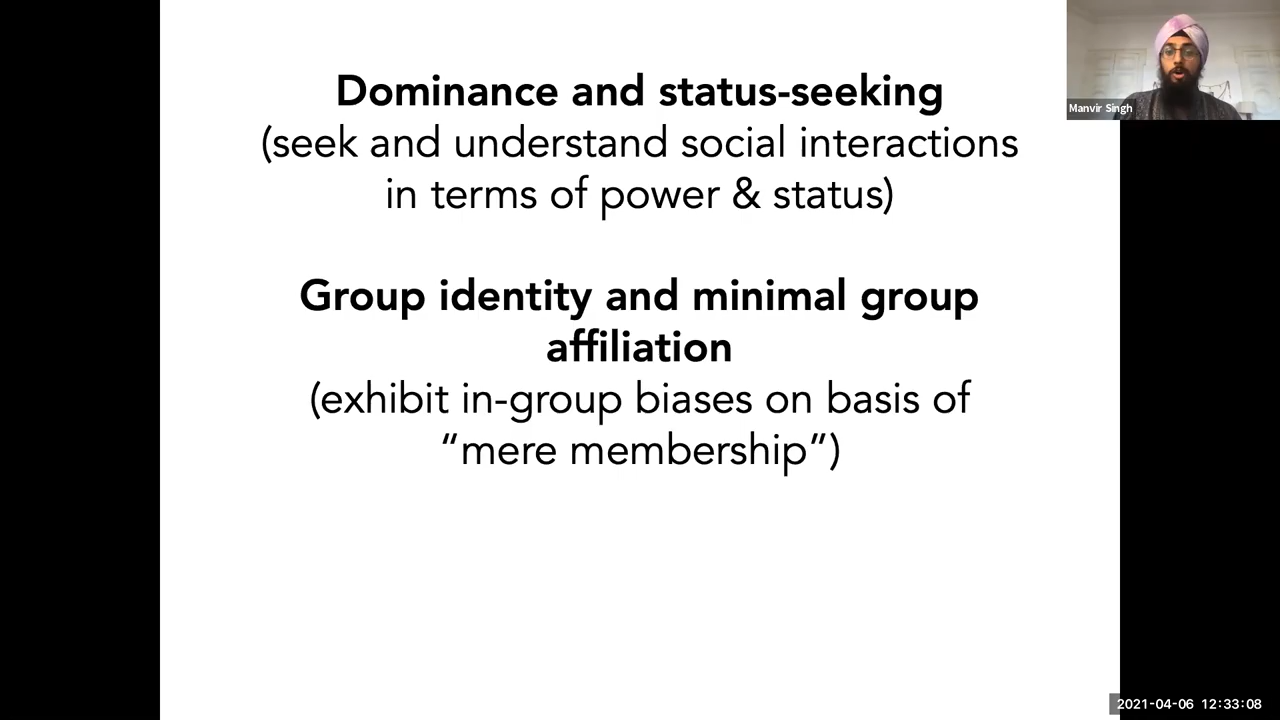 Dominance and status-seeking
(seek and understand social interactions
in terms of power & status)
Group identity and minimal group
affiliation
(exhibit in-group biases on basis of
“mere membership”)
Manvir Singh
2021-04-06 12:33:08